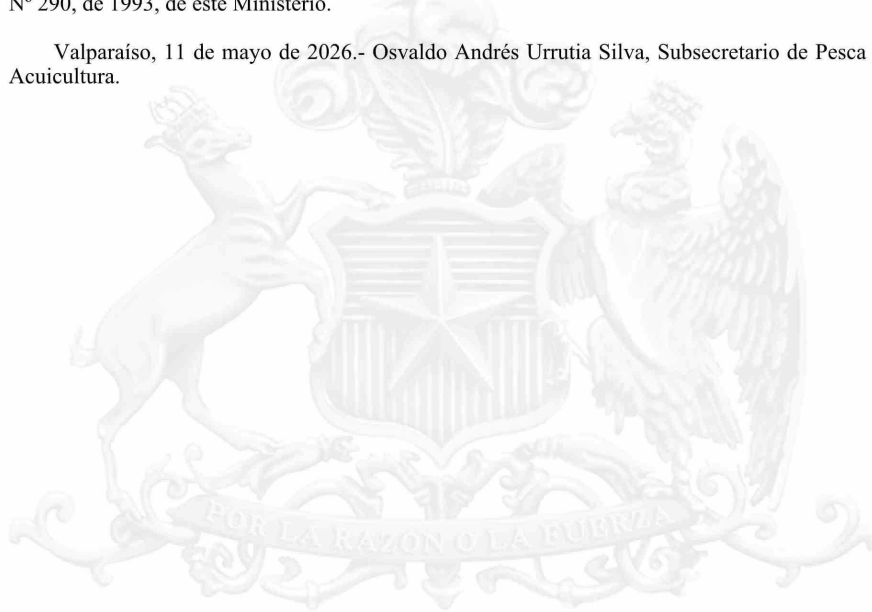 Nº 290, de 1993, de este Ministerio.
Valparaíso, 11 de mayo de 2026.- Osvaldo Andrés Urrutia Silva, Subsecretario de Pesca
Acuicultura.
POR LA RAZÓN O LA FUERZA